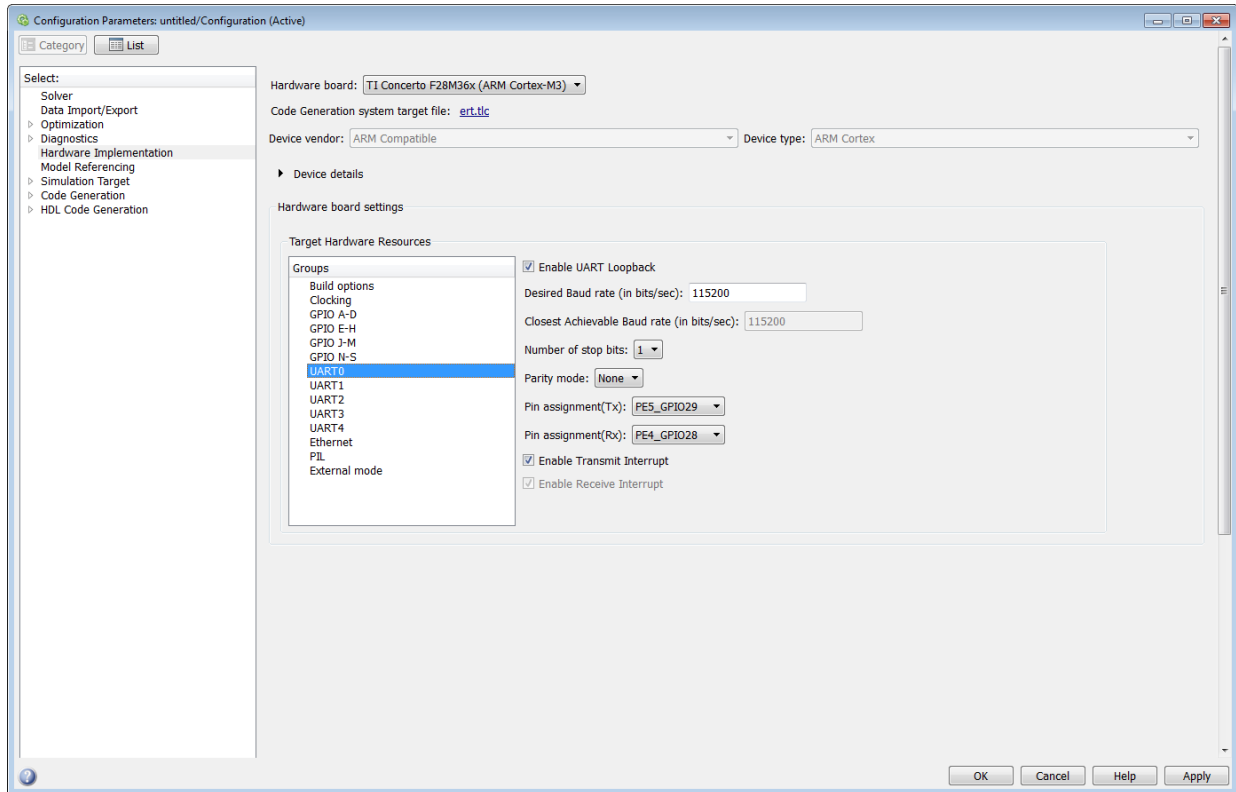 Configuration Parameters: untitled/Configuration (Active)
Category
List
Select:
Solver
Data Import/Export
Optimization
Diagnostics
Hardware Implementation
Model Referencing
Simulation Target
Code Generation
HDL Code Generation
Hardware board: TI Concerto F28M36x (ARM Cortex-M3)
Code Generation system target file: ert.tlc
Device vendor: ARM Compatible Device type: ARM Cortex
Device details
Hardware board settings
Target Hardware Resources
Groups
Build options
Clocking
GPIO A-D
GPIO E-H
GPIO J-M
GPIO N-S
UART0
UART1
UART2
UART3
UART4
Ethernet
PIL
External mode
Enable UART Loopback
Desired Baud rate (in bits/sec): 115200
Closest Achievable Baud rate (in bits/sec): 115200
Number of stop bits: 1
Parity mode: None
Pin assignment(Tx): PE5_GPIO29
Pin assignment(Rx): PE4_GPIO28
Enable Transmit Interrupt
Enable Receive Interrupt
OK Cancel Help Apply